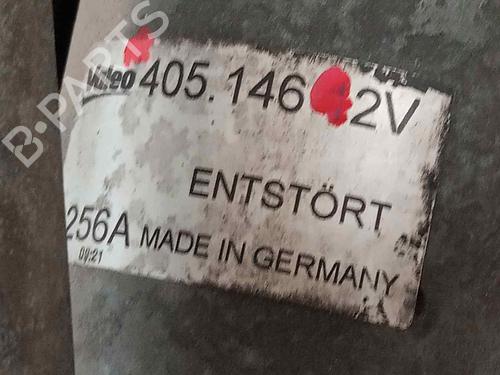 B-PARTS
Valeo 405.146 2V
ENTSTÖRT
256A MADE IN GERMANY
09:21